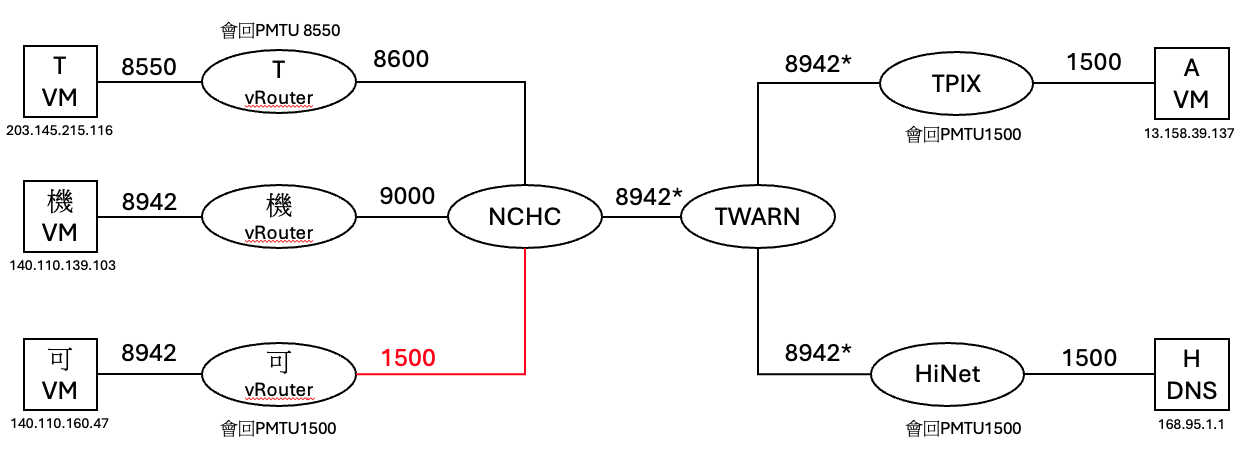 會回PMTU 8550
T
VM
8550
T
vRouter
8600
203.145.215.116
8942*
TPIX
1500
A
VM
會回PMTU1500
13.158.39.137
機
VM
8942
機
vRouter
9000
NCHC
8942*
TWARN
140.110.139.103
可
VM
8942
可
vRouter
1500
140.110.160.47
會回PMTU1500
8942*
HiNet
1500
H
DNS
會回PMTU1500
168.95.1.1